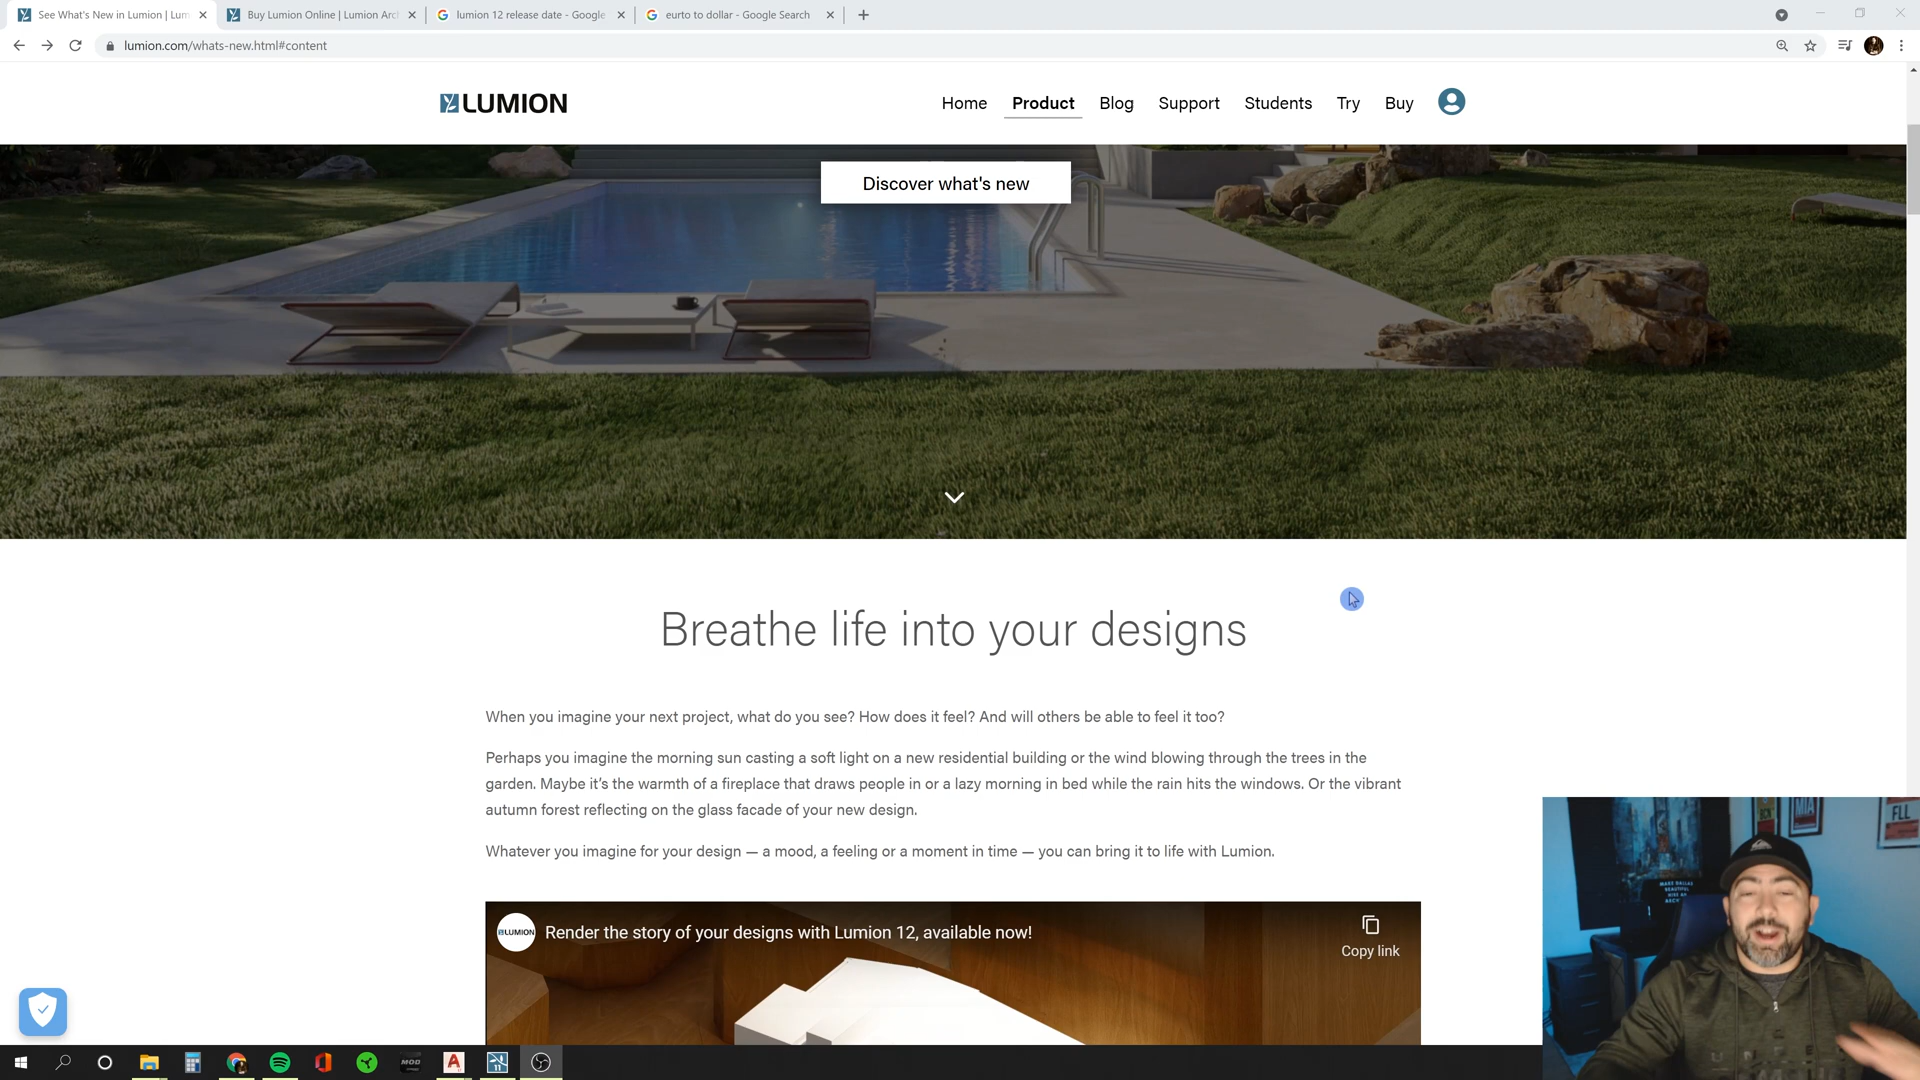 See What's New in Lumion | Lum
Buy Lumion Online | Lumion Arc
lumion 12 release date - Google
eurto to dollar - Google Search
lumion.com/whats-new.html#content
LUMION
Home
Product
Blog
Support
Students
Try
Buy
Discover what's new
Breathe life into your designs
When you imagine your next project, what do you see? How does it feel? And will others be able to feel it too?
Perhaps you imagine the morning sun casting a soft light on a new residential building or the wind blowing through the trees in the
garden. Maybe it's the warmth of a fireplace that draws people in or a lazy morning in bed while the rain hits the windows. Or the vibrant
autumn forest reflecting on the glass facade of your new design.
Whatever you imagine for your design — a mood, a feeling or a moment in time — you can bring it to life with Lumion.
LUMION
Render the story of your designs with Lumion 12, available now!
Copy link
MIA
FLL
MAKE DALLAS
BEAUTIFUL
MOD
A
11